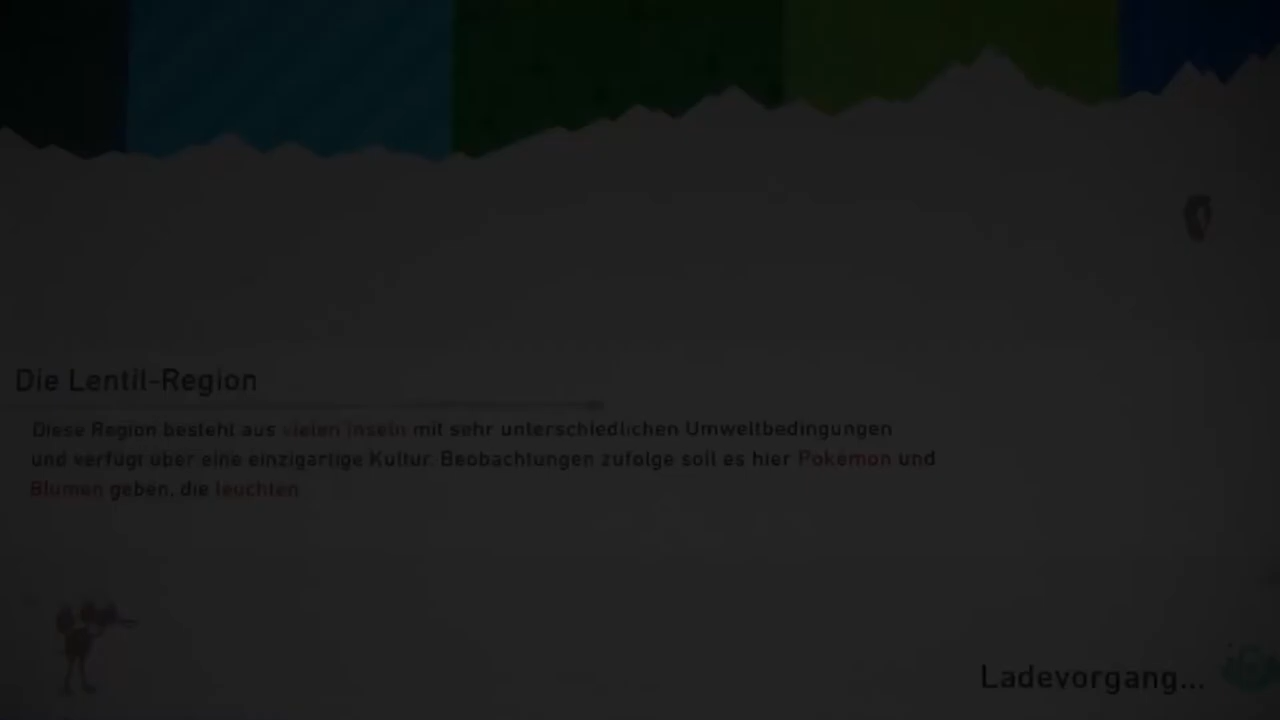 Die Lentil-Region
Diese Region besteht aus vielen Inseln mit sehr unterschiedlichen Umweltbedingungen
und verfügt über eine einzigartige Kultur. Beobachtungen zufolge soll es hier Pokémon und
Blumen geben, die leuchten.
Ladevorgang...